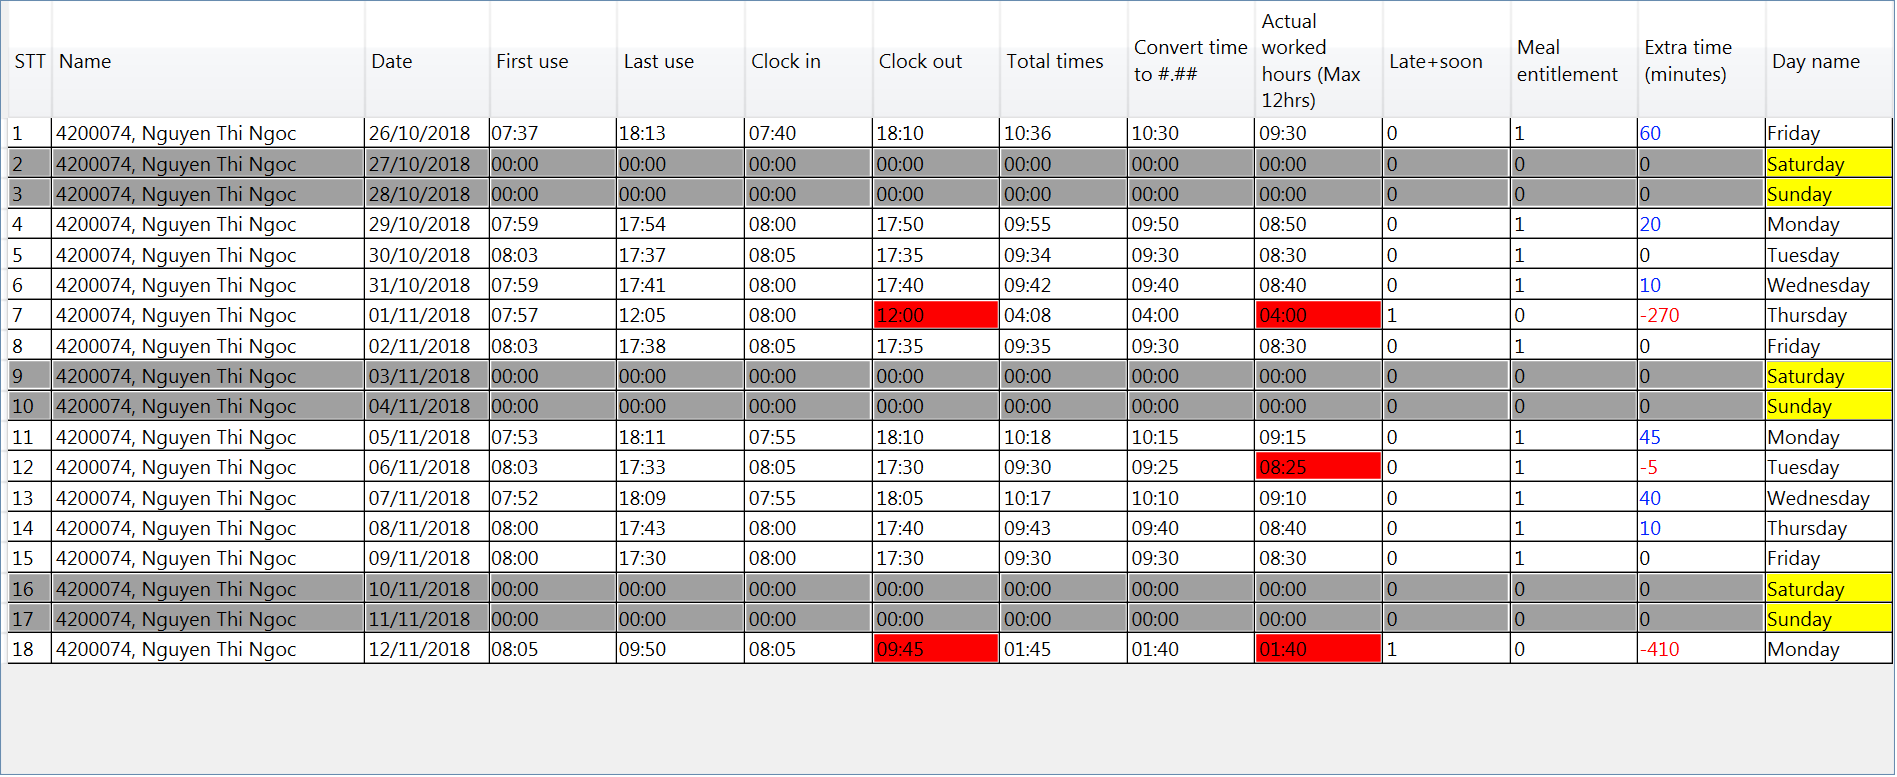 STT Name Date First use Last use Clock in Clock out Total times Convert time to #.## Actual worked hours (Max 12hrs) Late+soon Meal entitlement Extra time (minutes) Day name
1 4200074, Nguyen Thi Ngoc 26/10/2018 07:37 18:13 07:40 18:10 10:36 10:30 09:30 0 1 60 Friday
2 4200074, Nguyen Thi Ngoc 27/10/2018 00:00 00:00 00:00 00:00 00:00 00:00 00:00 0 0 0 Saturday
3 4200074, Nguyen Thi Ngoc 28/10/2018 00:00 00:00 00:00 00:00 00:00 00:00 00:00 0 0 0 Sunday
4 4200074, Nguyen Thi Ngoc 29/10/2018 07:59 17:54 08:00 17:50 09:55 09:50 08:50 0 1 20 Monday
5 4200074, Nguyen Thi Ngoc 30/10/2018 08:03 17:37 08:05 17:35 09:34 09:30 08:30 0 1 0 Tuesday
6 4200074, Nguyen Thi Ngoc 31/10/2018 07:59 17:41 08:00 17:40 09:42 09:40 08:40 0 1 10 Wednesday
7 4200074, Nguyen Thi Ngoc 01/11/2018 07:57 12:05 08:00 12:00 04:08 04:00 04:00 1 0 -270 Thursday
8 4200074, Nguyen Thi Ngoc 02/11/2018 08:03 17:38 08:05 17:35 09:35 09:30 08:30 0 1 0 Friday
9 4200074, Nguyen Thi Ngoc 03/11/2018 00:00 00:00 00:00 00:00 00:00 00:00 00:00 0 0 0 Saturday
10 4200074, Nguyen Thi Ngoc 04/11/2018 00:00 00:00 00:00 00:00 00:00 00:00 00:00 0 0 0 Sunday
11 4200074, Nguyen Thi Ngoc 05/11/2018 07:53 18:11 07:55 18:10 10:18 10:15 09:15 0 1 45 Monday
12 4200074, Nguyen Thi Ngoc 06/11/2018 08:03 17:33 08:05 17:30 09:30 09:25 08:25 0 1 -5 Tuesday
13 4200074, Nguyen Thi Ngoc 07/11/2018 07:52 18:09 07:55 18:05 10:17 10:10 09:10 0 1 40 Wednesday
14 4200074, Nguyen Thi Ngoc 08/11/2018 08:00 17:43 08:00 17:40 09:43 09:40 08:40 0 1 10 Thursday
15 4200074, Nguyen Thi Ngoc 09/11/2018 08:00 17:30 08:00 17:30 09:30 09:30 08:30 0 1 0 Friday
16 4200074, Nguyen Thi Ngoc 10/11/2018 00:00 00:00 00:00 00:00 00:00 00:00 00:00 0 0 0 Saturday
17 4200074, Nguyen Thi Ngoc 11/11/2018 00:00 00:00 00:00 00:00 00:00 00:00 00:00 0 0 0 Sunday
18 4200074, Nguyen Thi Ngoc 12/11/2018 08:05 09:50 08:05 09:45 01:45 01:40 01:40 1 0 -410 Monday